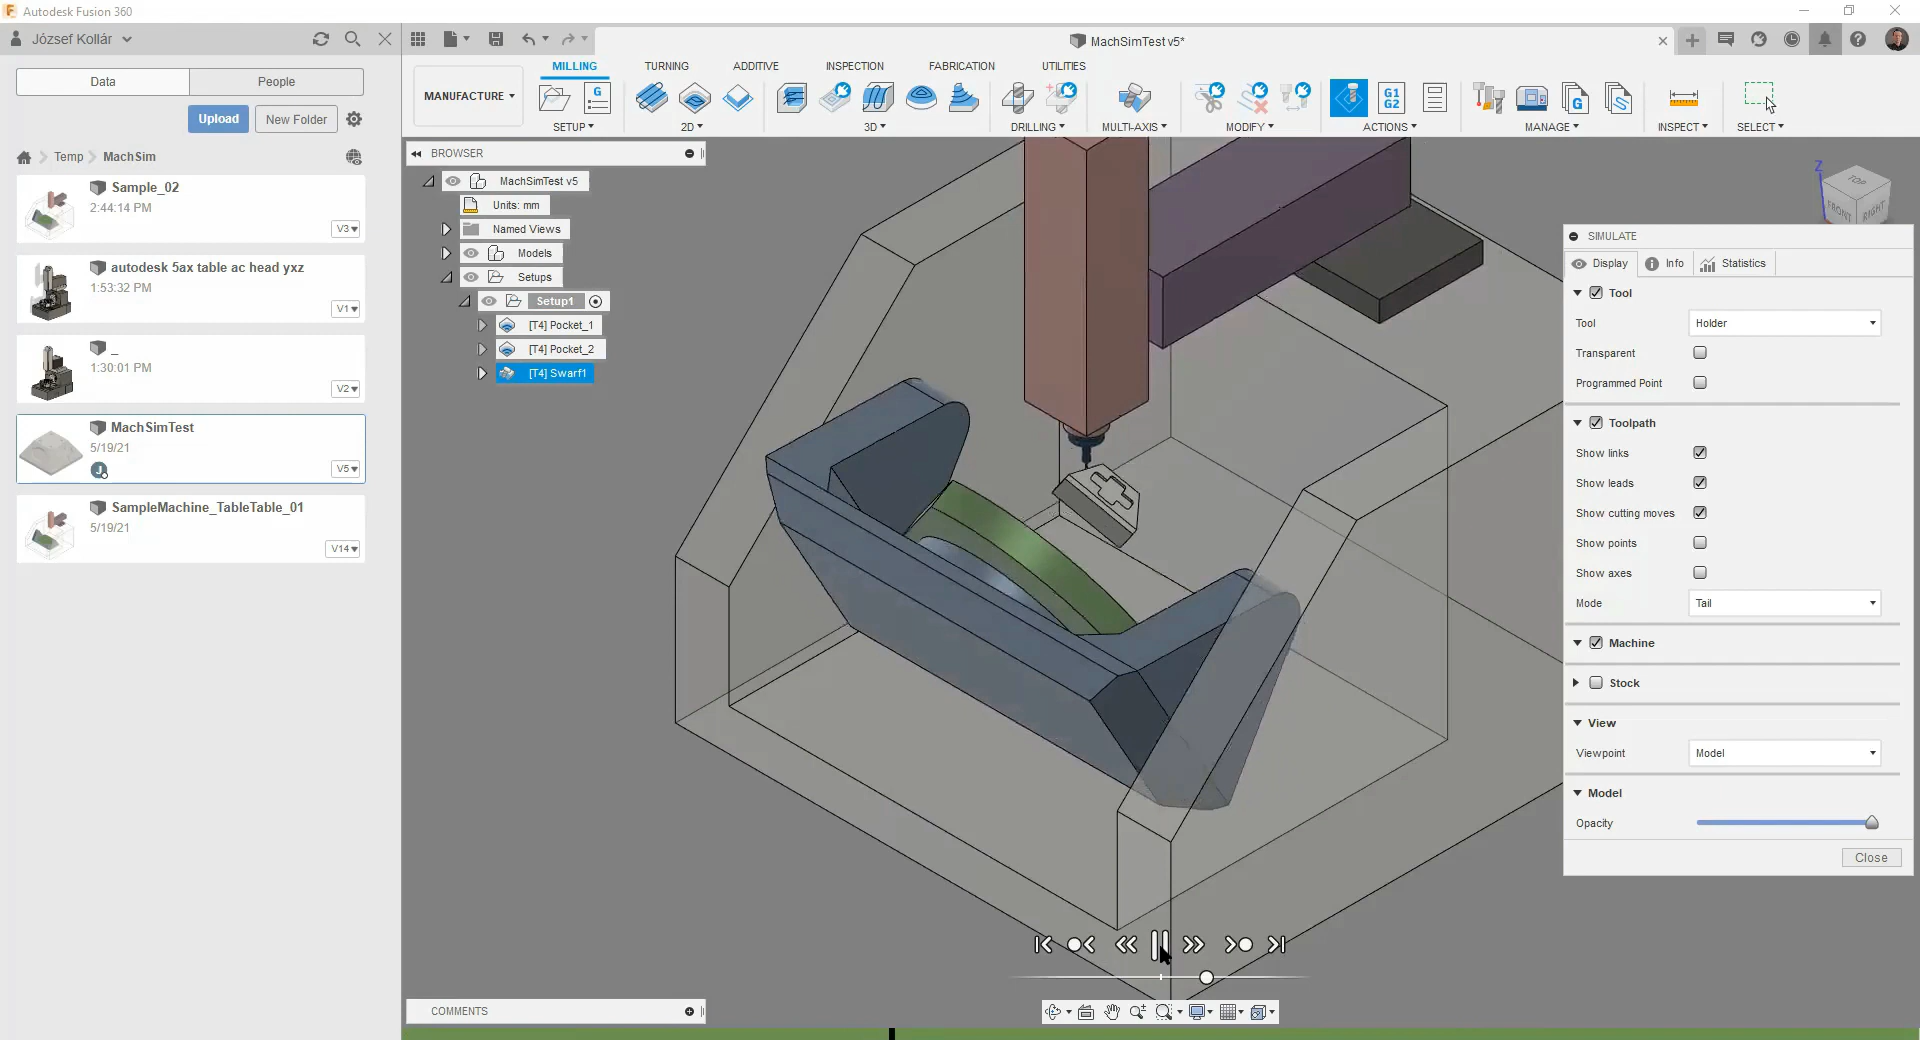 Autodesk Fusion 360
József Kollár
MachSimTest v5*
Data
People
Upload
New Folder
Temp
MachSim
Sample_02
2:44:14 PM
V3
autodesk 5ax table ac head yxz
1:53:32 PM
V1
_
1:30:01 PM
V2
MachSimTest
5/19/21
J
V5
SampleMachine_TableTable_01
5/19/21
V14
MILLING
TURNING
ADDITIVE
INSPECTION
FABRICATION
UTILITIES
MANUFACTURE
G
G1
G2
G
SETUP
2D
3D
DRILLING
MULTI-AXIS
MODIFY
ACTIONS
MANAGE
INSPECT
SELECT
BROWSER
MachSimTest v5
Units: mm
Named Views
Models
Setups
Setup1
[T4] Pocket_1
[T4] Pocket_2
[T4] Swarf1
Z
TOP
FRONT
RIGHT
SIMULATE
Display
Info
Statistics
Tool
Tool
Holder
Transparent
Programmed Point
Toolpath
Show links
Show leads
Show cutting moves
Show points
Show axes
Mode
Tail
Machine
Stock
View
Viewpoint
Model
Model
Opacity
Close
COMMENTS